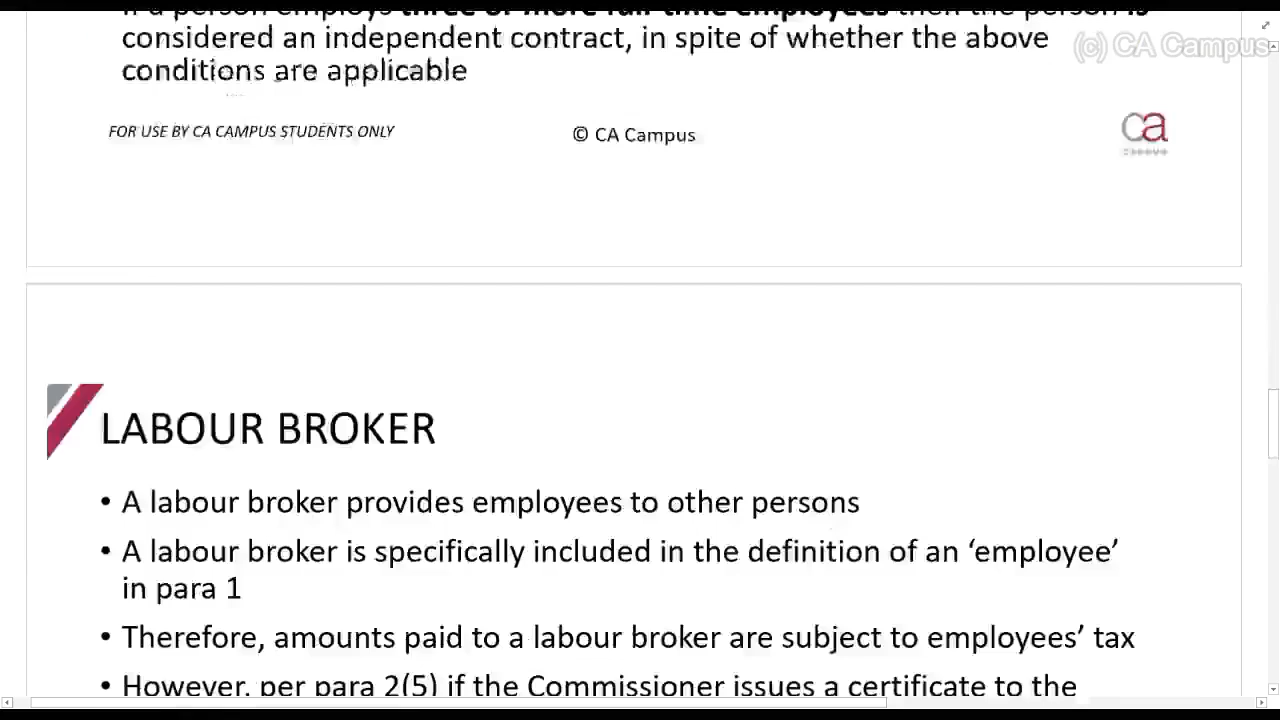 considered an independent contract, in spite of whether the above
(c) CA Campus
conditions are applicable
FOR USE BY CA CAMPUS STUDENTS ONLY
© CA Campus
ca
LABOUR BROKER
• A labour broker provides employees to other persons
• A labour broker is specifically included in the definition of an ‘employee’
in para 1
• Therefore, amounts paid to a labour broker are subject to employees’ tax
• However, per para 2(5) if the Commissioner issues a certificate to the